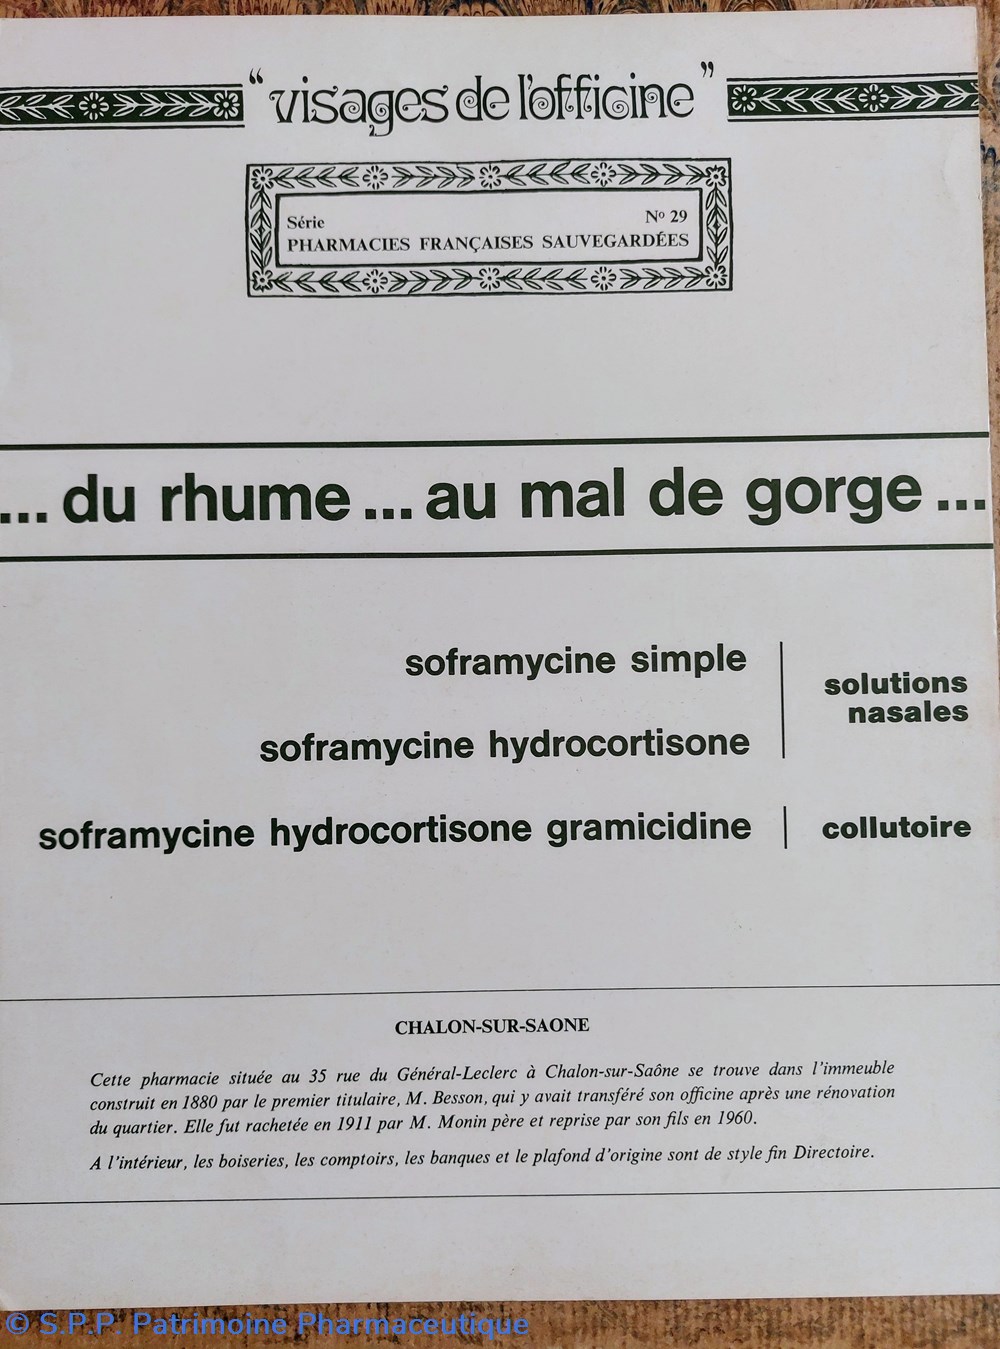 “visages de l'officine”
Série N° 29
PHARMACIES FRANÇAISES SAUVEGARDÉES
... du rhume ... au mal de gorge ...
soframycine simple
solutions
nasales
soframycine hydrocortisone
soframycine hydrocortisone gramicidine
collutoire
CHALON-SUR-SAONE
Cette pharmacie située au 35 rue du Général-Leclerc à Chalon-sur-Saône se trouve dans l'immeuble
construit en 1880 par le premier titulaire, M. Besson, qui y avait transféré son officine après une rénovation
du quartier. Elle fut rachetée en 1911 par M. Monin père et reprise par son fils en 1960.
A l'intérieur, les boiseries, les comptoirs, les banques et le plafond d'origine sont de style fin Directoire.
© S.P.P. Patrimoine Pharmaceutique